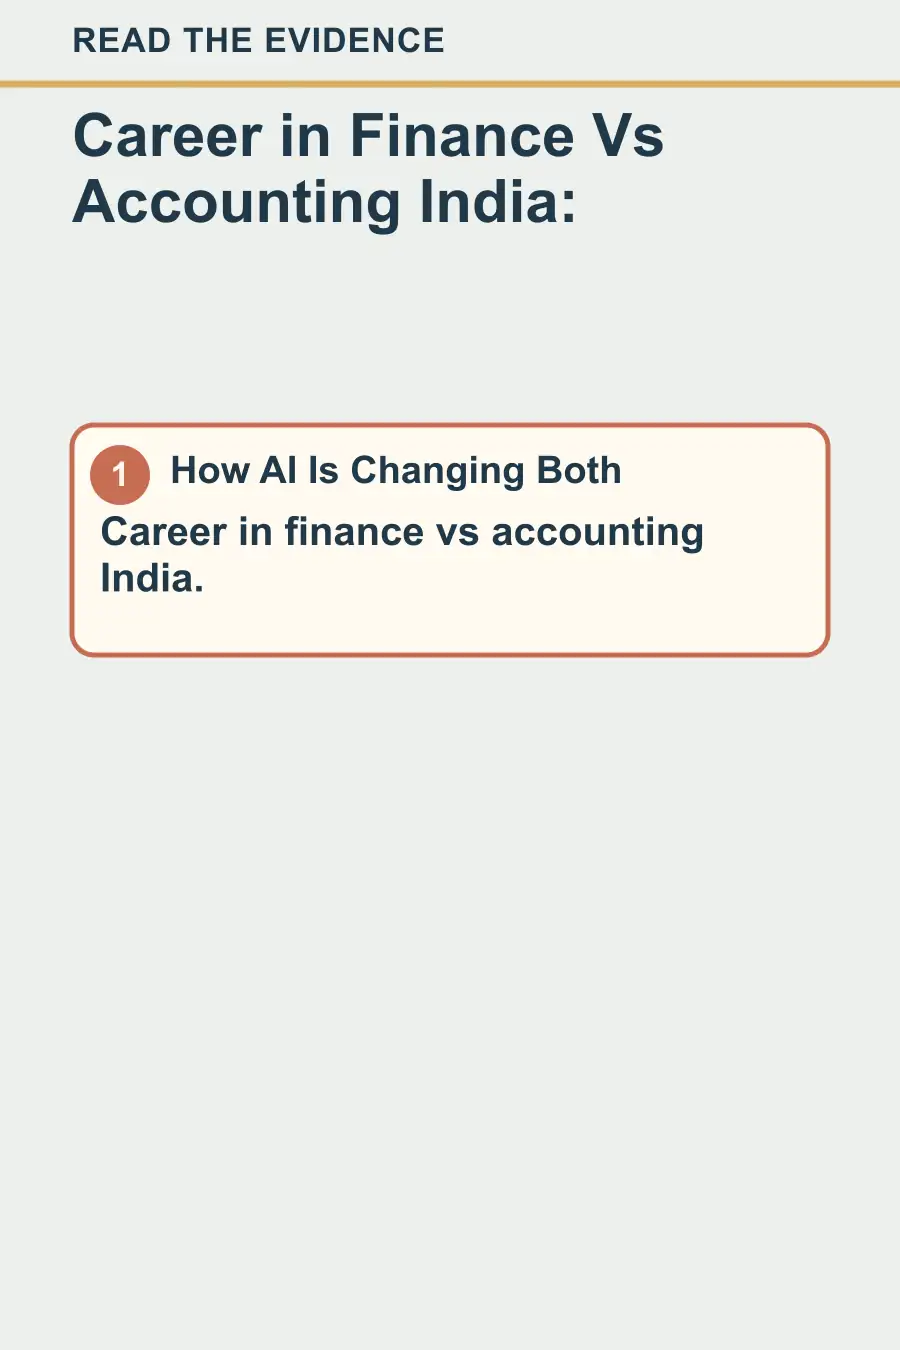 READ THE EVIDENCE
Career in Finance Vs
Accounting India:
1 How AI Is Changing Both
Career in finance vs accounting
India.